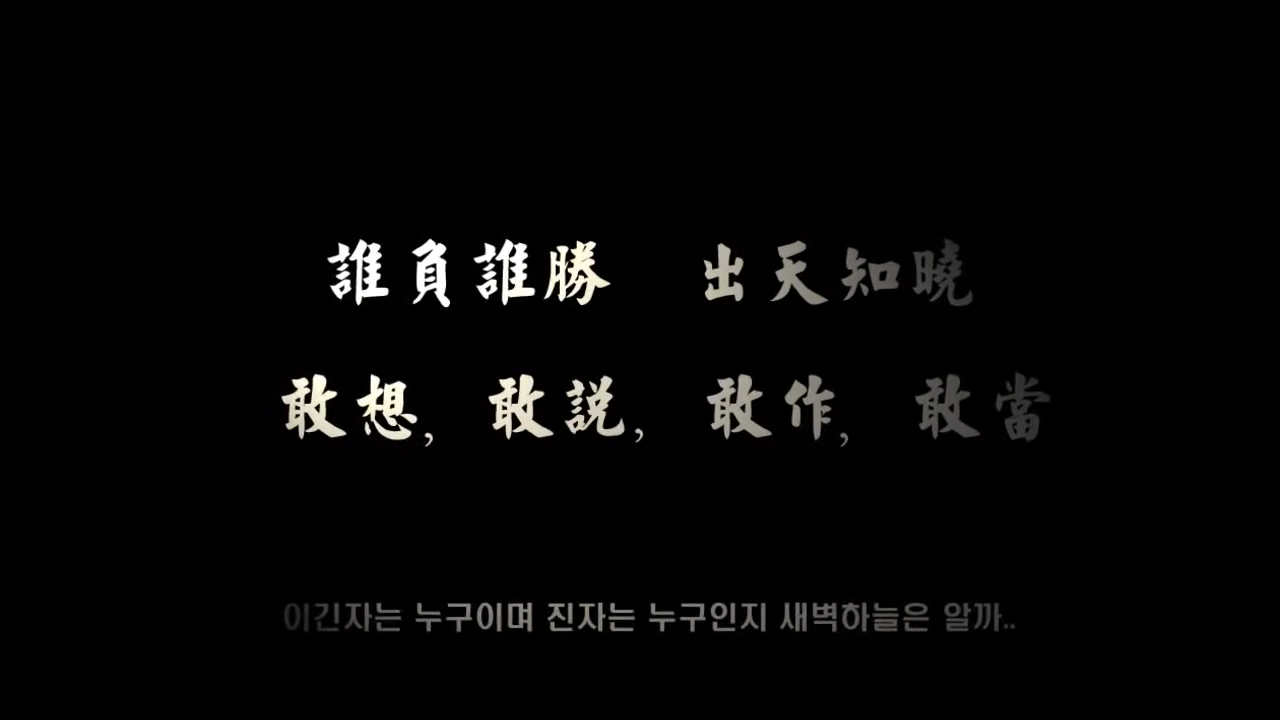 誰負誰勝 出天知曉
敢想, 敢説, 敢作, 敢當
이긴자는 누구이며 진자는 누구인지 새벽하늘은 알까..